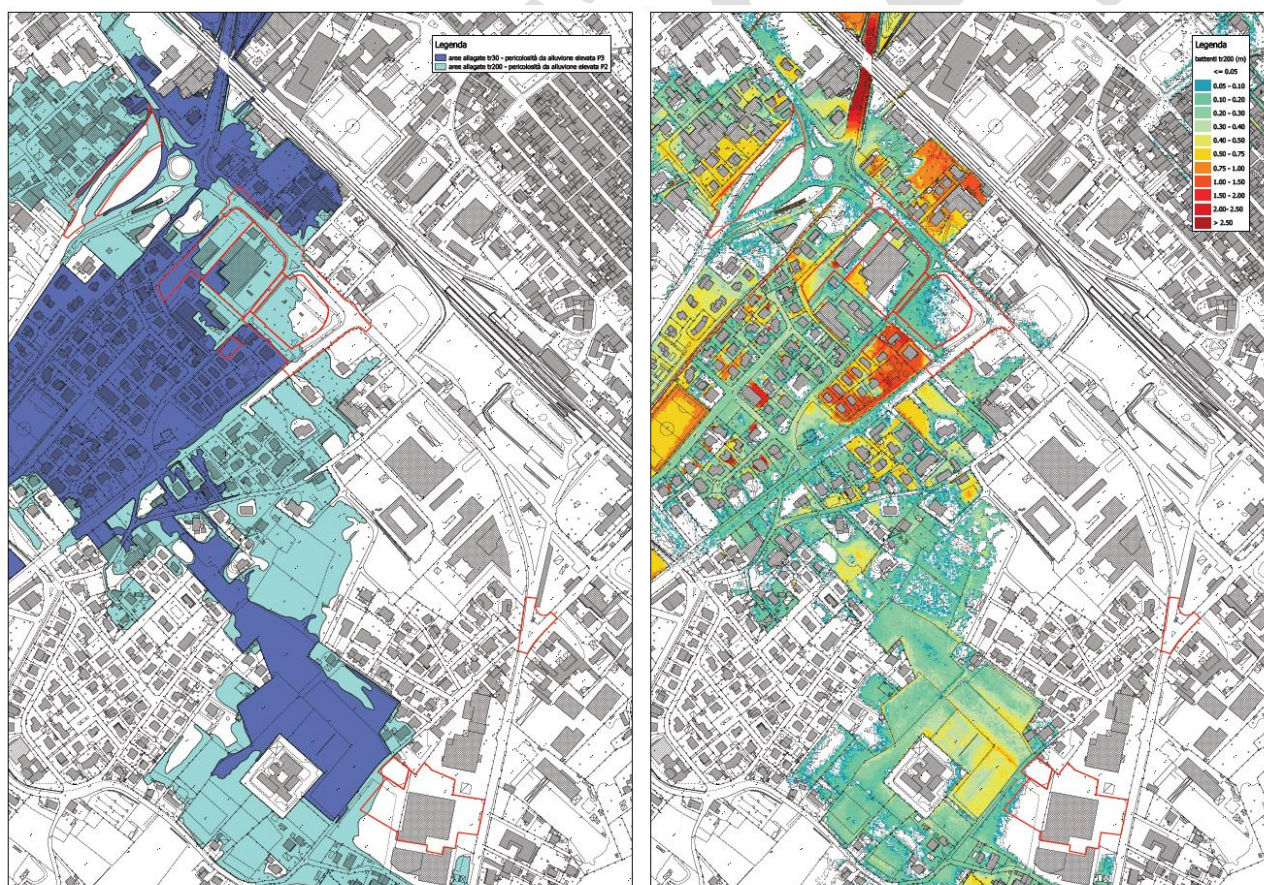 Legenda
aree allagate tr30 - pericolosità da alluvione elevata P3
aree allagate tr200 - pericolosità da alluvione elevata P2
Legenda
battenti tr200 (m)
<= 0.05
0.05 - 0.10
0.10 - 0.20
0.20 - 0.30
0.30 - 0.40
0.40 - 0.50
0.50 - 0.75
0.75 - 1.00
1.00 - 1.50
1.50 - 2.00
2.00- 2.50
> 2.50